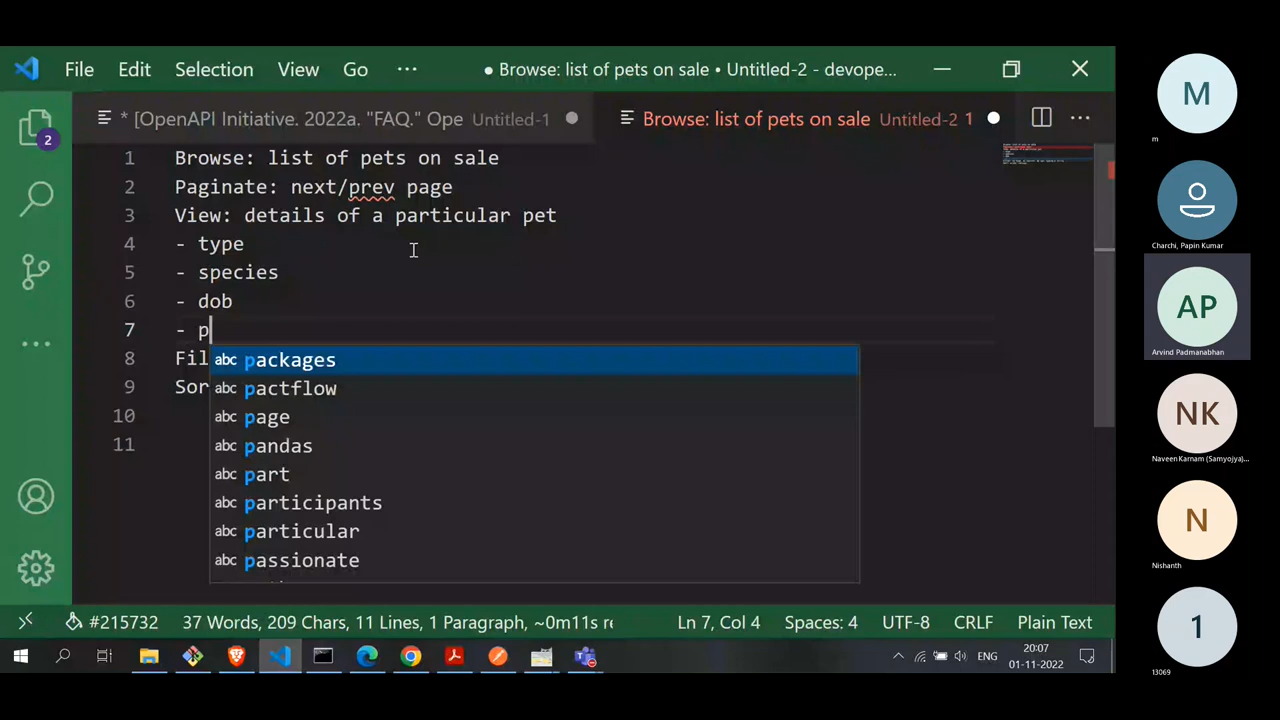 File Edit Selection View Go ··· ● Browse: list of pets on sale • Untitled-2 - devope...
* [OpenAPI Initiative. 2022a. "FAQ." Ope Untitled-1
Browse: list of pets on sale Untitled-2 1
2
1 Browse: list of pets on sale
2 Paginate: next/prev page
3 View: details of a particular pet
4 - type
5 - species
6 - dob
7 - p
8 Fil
9 Sor
10
11
abc packages
abc pactflow
abc page
abc pandas
abc part
abc participants
abc particular
abc passionate
#215732 37 Words, 209 Chars, 11 Lines, 1 Paragraph, ~0m11s re Ln 7, Col 4 Spaces: 4 UTF-8 CRLF Plain Text
ENG 20:07
01-11-2022
M
m
Charchi, Papin Kumar
AP
Arvind Padmanabhan
NK
Naveen Karnam (Samyojya)...
N
Nishanth
1
13069